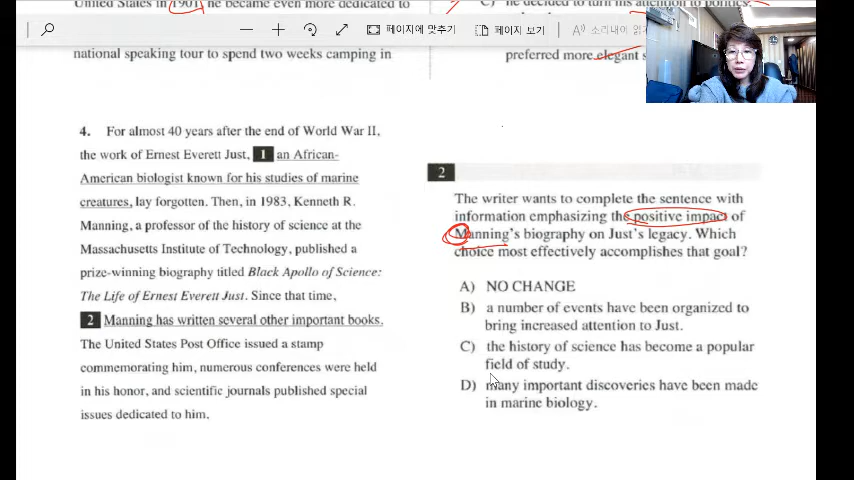 United States in 1901, he became even more dedicated to
C) he decided to turn his attention to politics.
페이지에 맞추기
페이지 보기
소리내어 읽
national speaking tour to spend two weeks camping in
preferred more elegant s
4. For almost 40 years after the end of World War II,
the work of Ernest Everett Just, 1 an African-
American biologist known for his studies of marine
creatures, lay forgotten. Then, in 1983, Kenneth R.
Manning, a professor of the history of science at the
Massachusetts Institute of Technology, published a
prize-winning biography titled Black Apollo of Science:
The Life of Ernest Everett Just. Since that time,
2 Manning has written several other important books.
The United States Post Office issued a stamp
commemorating him, numerous conferences were held
in his honor, and scientific journals published special
issues dedicated to him.
2
The writer wants to complete the sentence with
information emphasizing the positive impact of
Manning's biography on Just's legacy. Which
choice most effectively accomplishes that goal?
A) NO CHANGE
B) a number of events have been organized to
bring increased attention to Just.
C) the history of science has become a popular
field of study.
D) many important discoveries have been made
in marine biology.